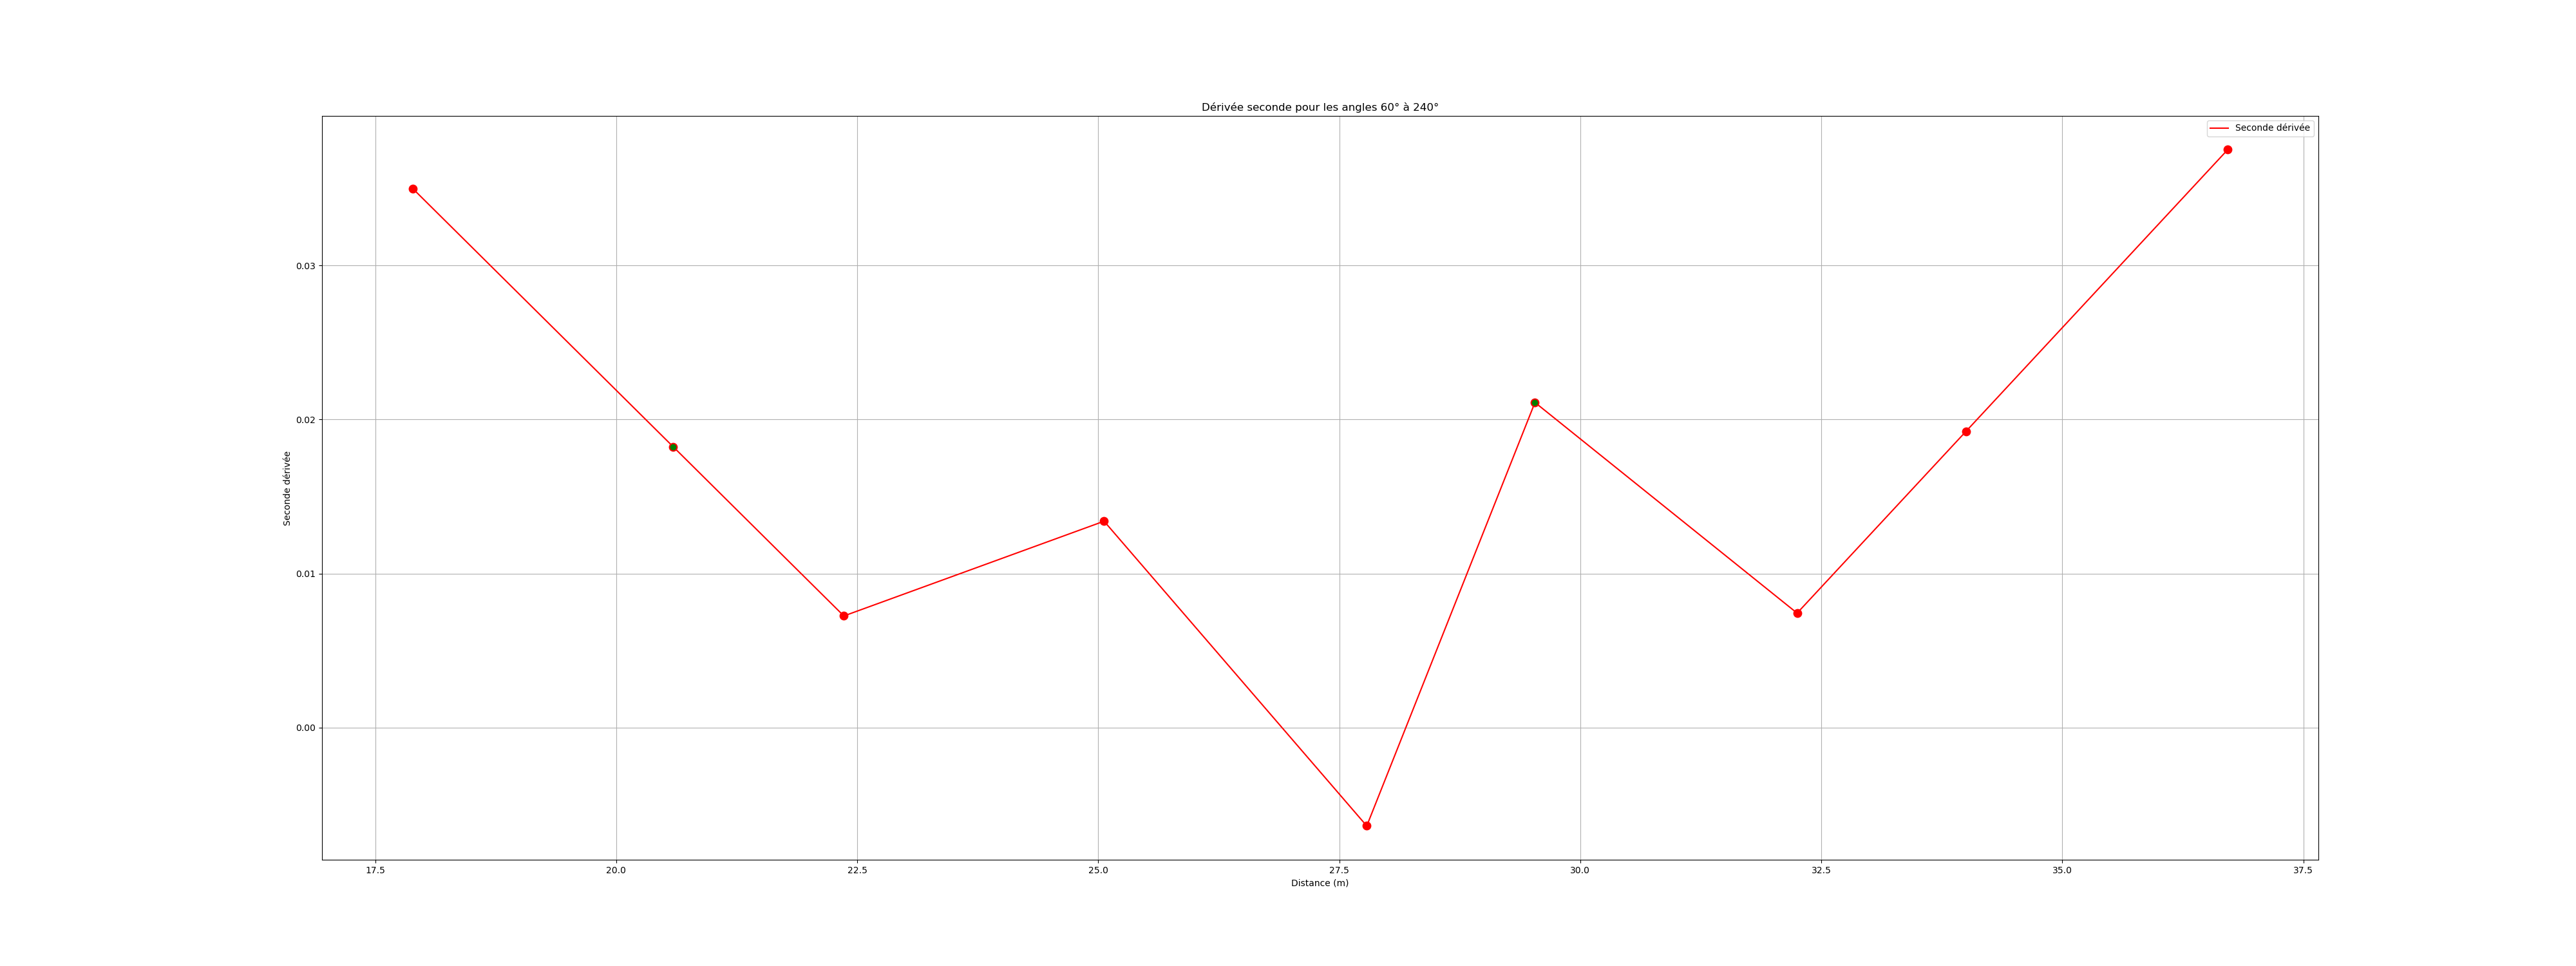 Dérivée seconde pour les angles 60° à 240°
Seconde dérivée
0.03
0.02
0.01
0.00
Seconde dérivée
17.5 20.0 22.5 25.0 27.5 30.0 32.5 35.0 37.5
Distance (m)